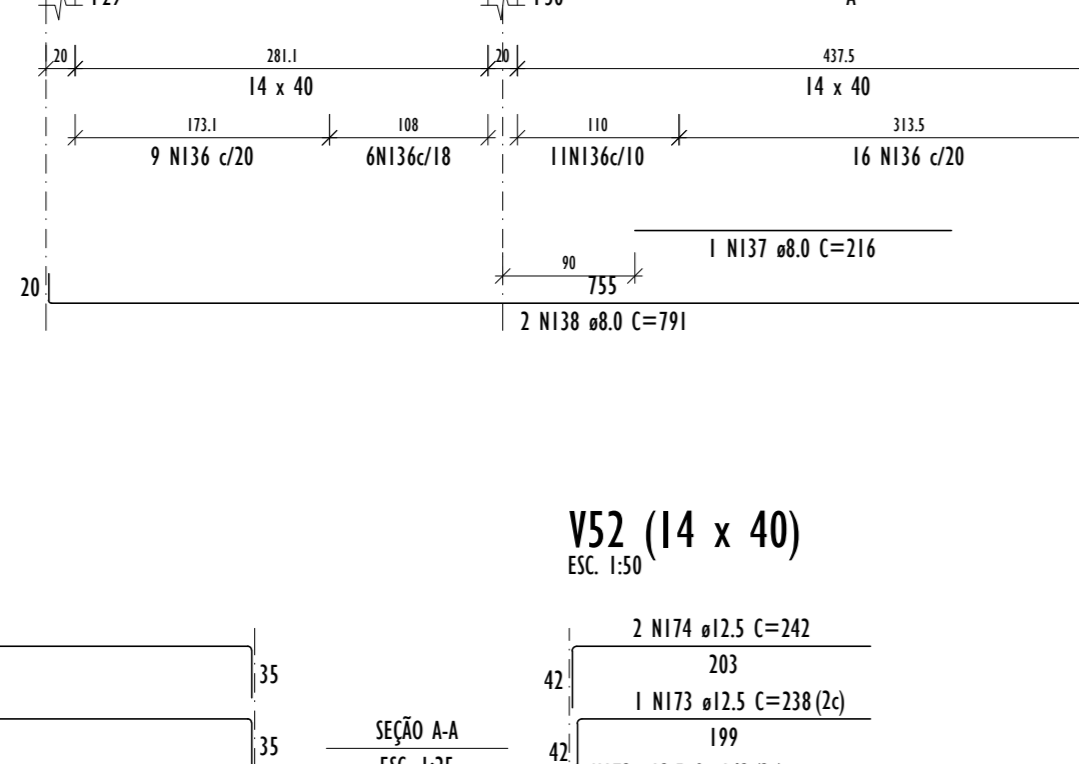 20 281.1 20 437.5
14 x 40 14 x 40
173.1 108 110 313.5
9 N136 c/20 6N136c/18 11N136c/10 16 N136 c/20
1 N137 ø8.0 C=216
90
20 755
2 N138 ø8.0 C=791
V52 (14 x 40)
ESC. 1:50
2 N174 ø12.5 C=242
35 42 203
1 N173 ø12.5 C=238(2c)
35 SEÇÃO A-A 42 199